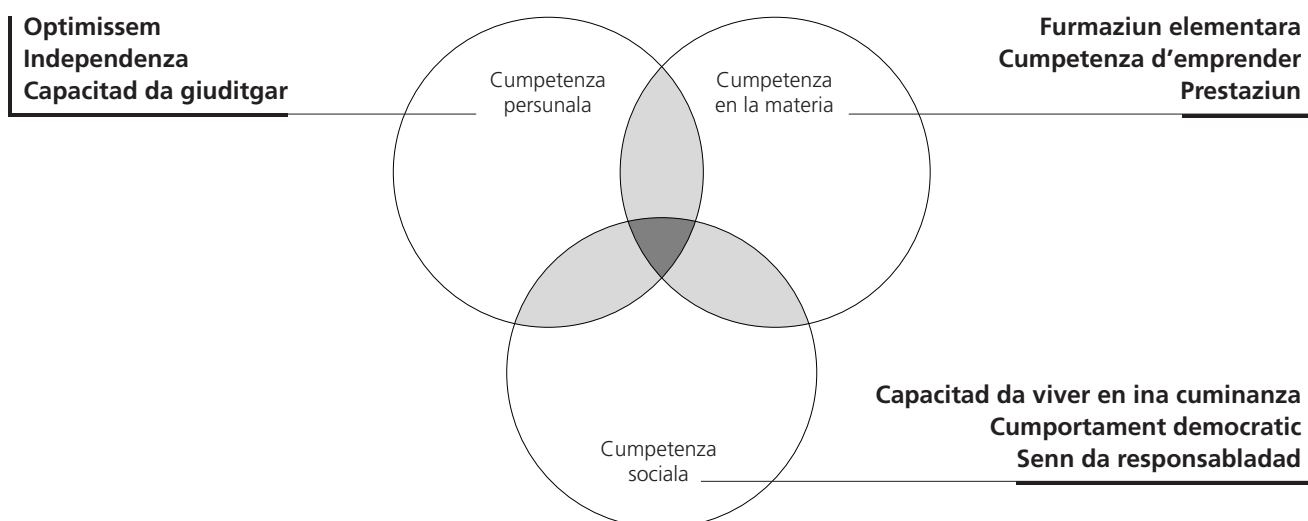 Optimissem
Independenza
Capacitad da giuditgar
Cumpetenza
persunala
Cumpetenza
en la materia
Furmaziun elementara
Cumpetenza d’emprender
Prestaziun
Cumpetenza
sociala
Capacitad da viver en ina cuminanza
Cumportament democratic
Senn da responsabladad